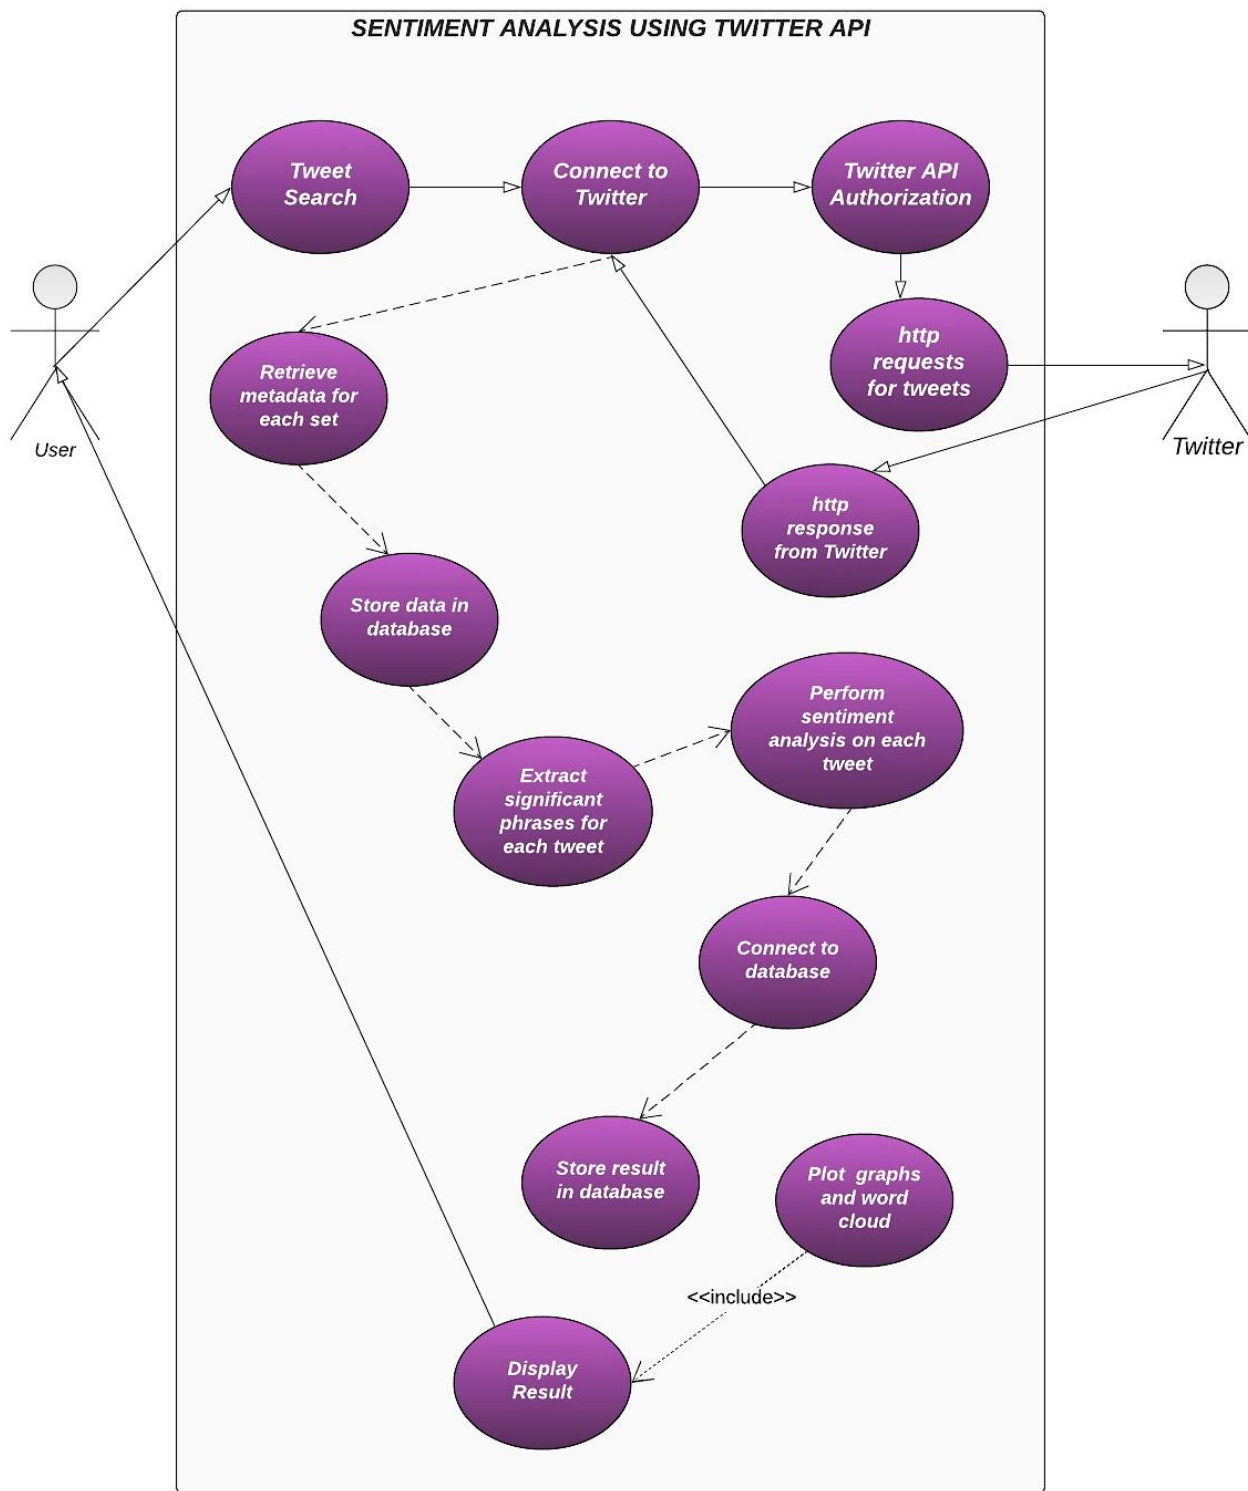 SENTIMENT ANALYSIS USING TWITTER API
Tweet
Search
Connect to
Twitter
Twitter API
Authorization
http
requests
for tweets
User
Twitter
Retrieve
metadata for
each set
http
response
from Twitter
Store data in
database
Perform
sentiment
analysis on each
tweet
Extract
significant
phrases for
each tweet
Connect to
database
Store result
in database
Plot graphs
and word
cloud
<<include>>
Display
Result